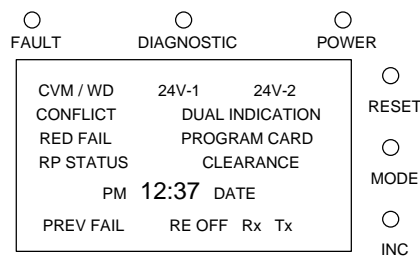 FAULT DIAGNOSTIC POWER
CVM / WD 24V-1 24V-2
CONFLICT DUAL INDICATION
RED FAIL PROGRAM CARD
RP STATUS CLEARANCE
PM 12:37 DATE
PREV FAIL RE OFF Rx Tx
RESET
MODE
INC